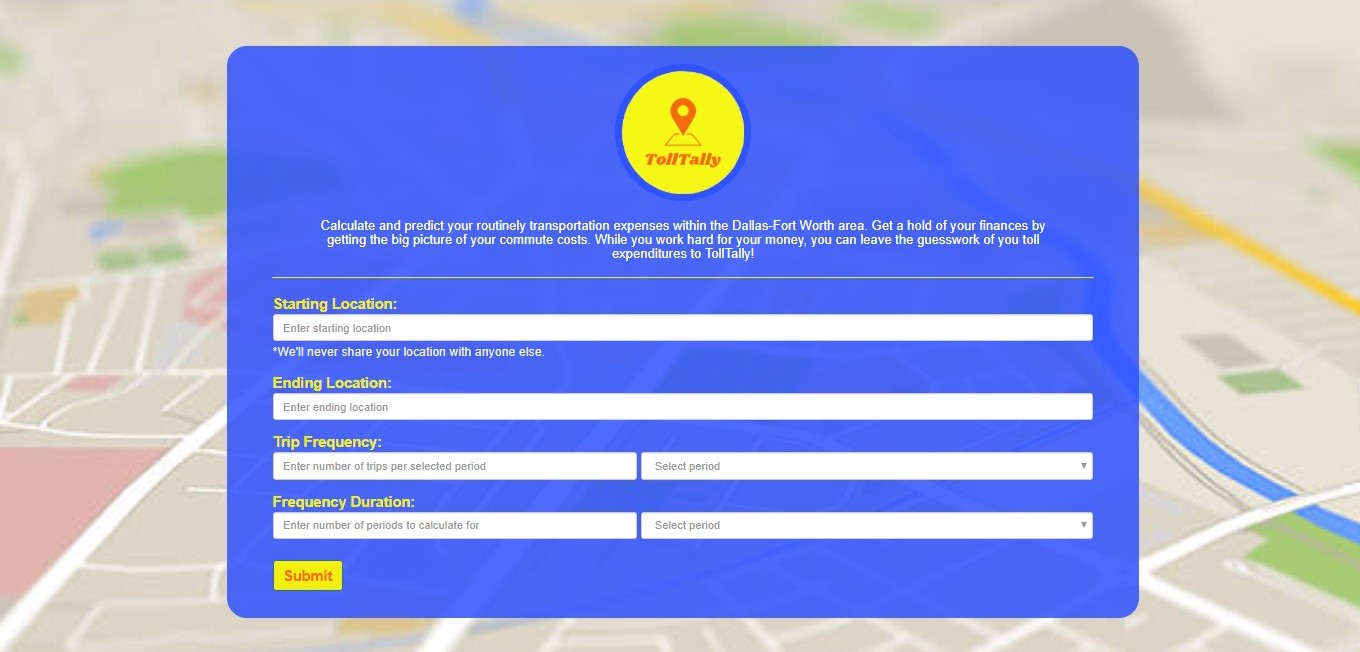 TollTally
Calculate and predict your routinely transportation expenses within the Dallas-Fort Worth area. Get a hold of your finances by
getting the big picture of your commute costs. While you work hard for your money, you can leave the guesswork of you toll
expenditures to TollTally!
Starting Location:
Enter starting location
*We'll never share your location with anyone else.
Ending Location:
Enter ending location
Trip Frequency:
Enter number of trips per selected period Select period
Frequency Duration:
Enter number of periods to calculate for Select period
Submit